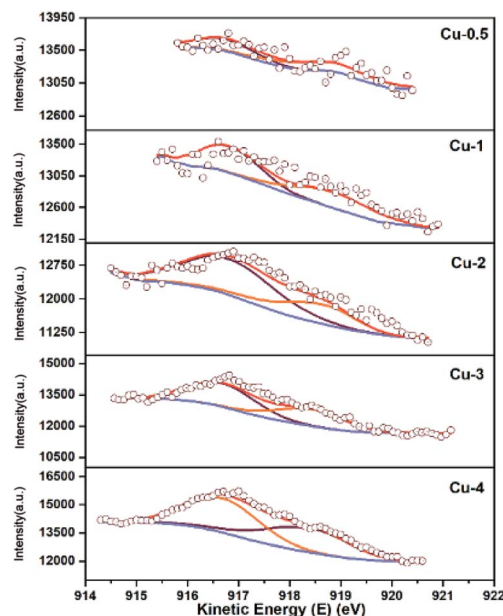 13950
13500
13050
12600
Intensity(a.u.)
Cu-0.5
13500
13050
12600
12150
Intensity(a.u.)
Cu-1
12750
12000
11250
Intensity(a.u.)
Cu-2
15000
13500
12000
10500
Intensity(a.u.)
Cu-3
16500
15000
13500
12000
Intensity(a.u.)
Cu-4
914 915 916 917 918 919 920 921 922
Kinetic Energy (E) (eV)